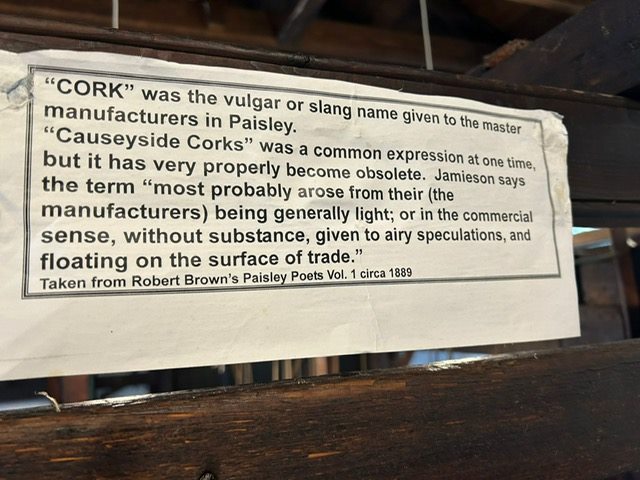 “CORK” was the vulgar or slang name given to the master
manufacturers in Paisley.
“Causeyside Corks” was a common expression at one time,
but it has very properly become obsolete. Jamieson says
the term “most probably arose from their (the
manufacturers) being generally light; or in the commercial
sense, without substance, given to airy speculations, and
floating on the surface of trade.”
Taken from Robert Brown’s Paisley Poets Vol. 1 circa 1889